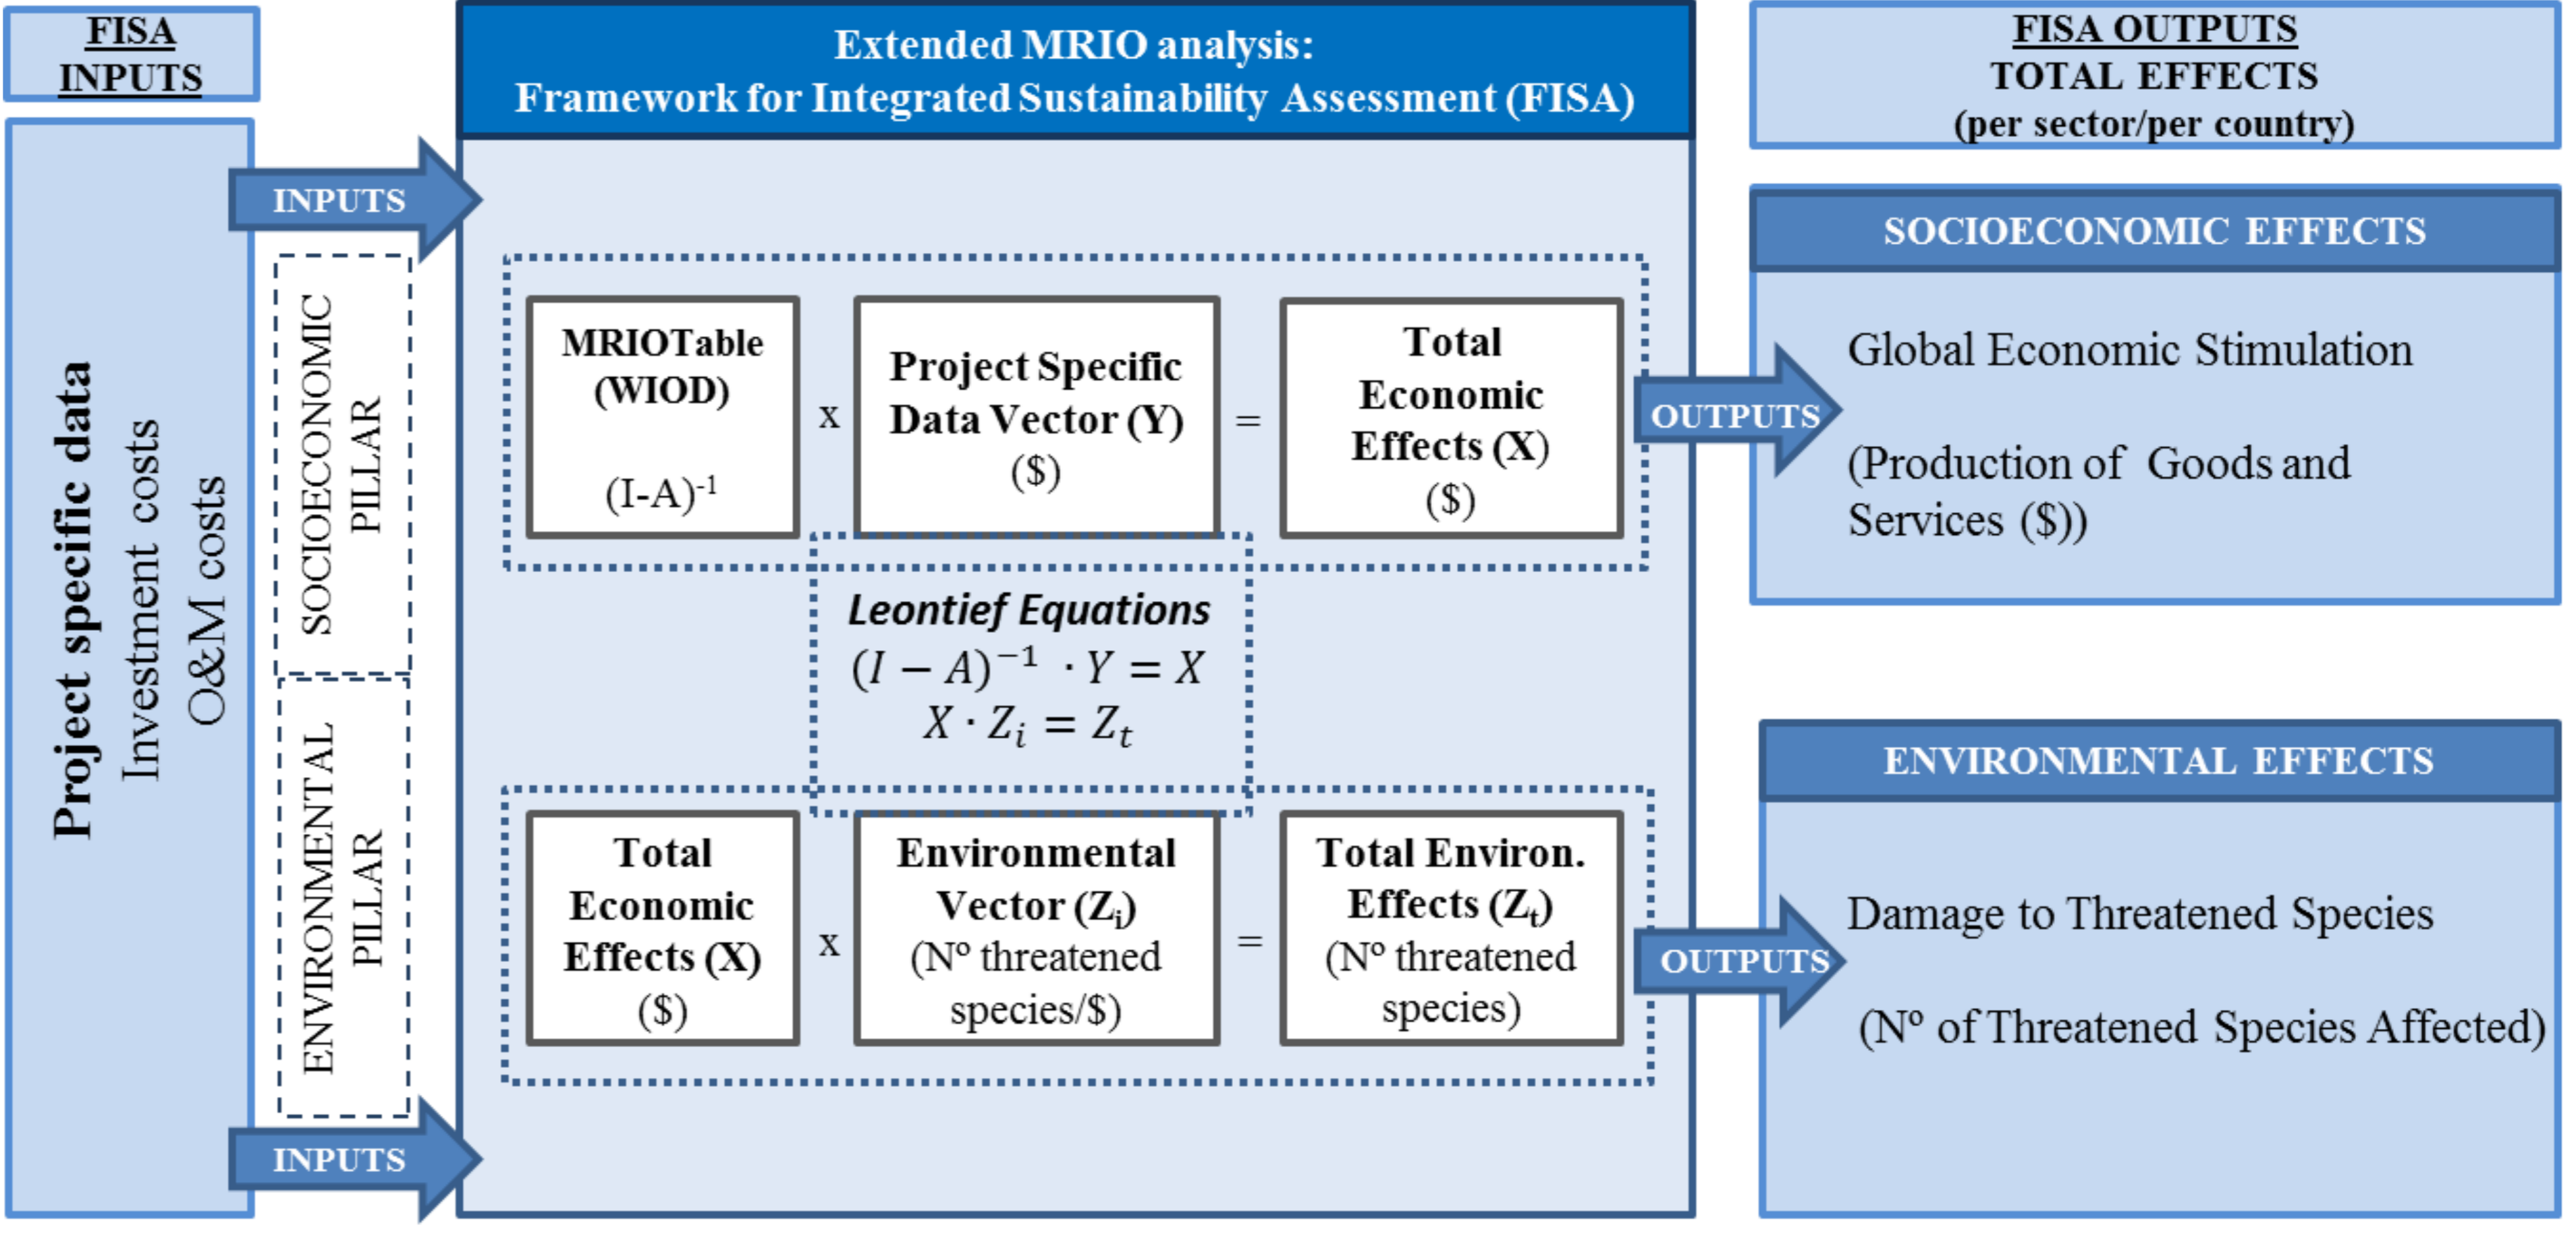 FISA
INPUTS
Project specific data
Investment costs
O&M costs
INPUTS
SOCIOECONOMIC
PILLAR
ENVIRONMENTAL
PILLAR
INPUTS
Extended MRIO analysis:
Framework for Integrated Sustainability Assessment (FISA)
MRIOTable
(WIOD)
(I-A)⁻¹
x
Project Specific
Data Vector (Y)
($)
=
Total
Economic
Effects (X)
($)
Leontief Equations
(I − A)⁻¹ · Y = X
X · Zᵢ = Zₜ
Total
Economic
Effects (X)
($)
x
Environmental
Vector (Zᵢ)
(Nº threatened
species/$)
=
Total Environ.
Effects (Zₜ)
(Nº threatened
species)
OUTPUTS
OUTPUTS
FISA OUTPUTS
TOTAL EFFECTS
(per sector/per country)
SOCIOECONOMIC EFFECTS
Global Economic Stimulation
(Production of Goods and
Services ($))
ENVIRONMENTAL EFFECTS
Damage to Threatened Species
(Nº of Threatened Species Affected)